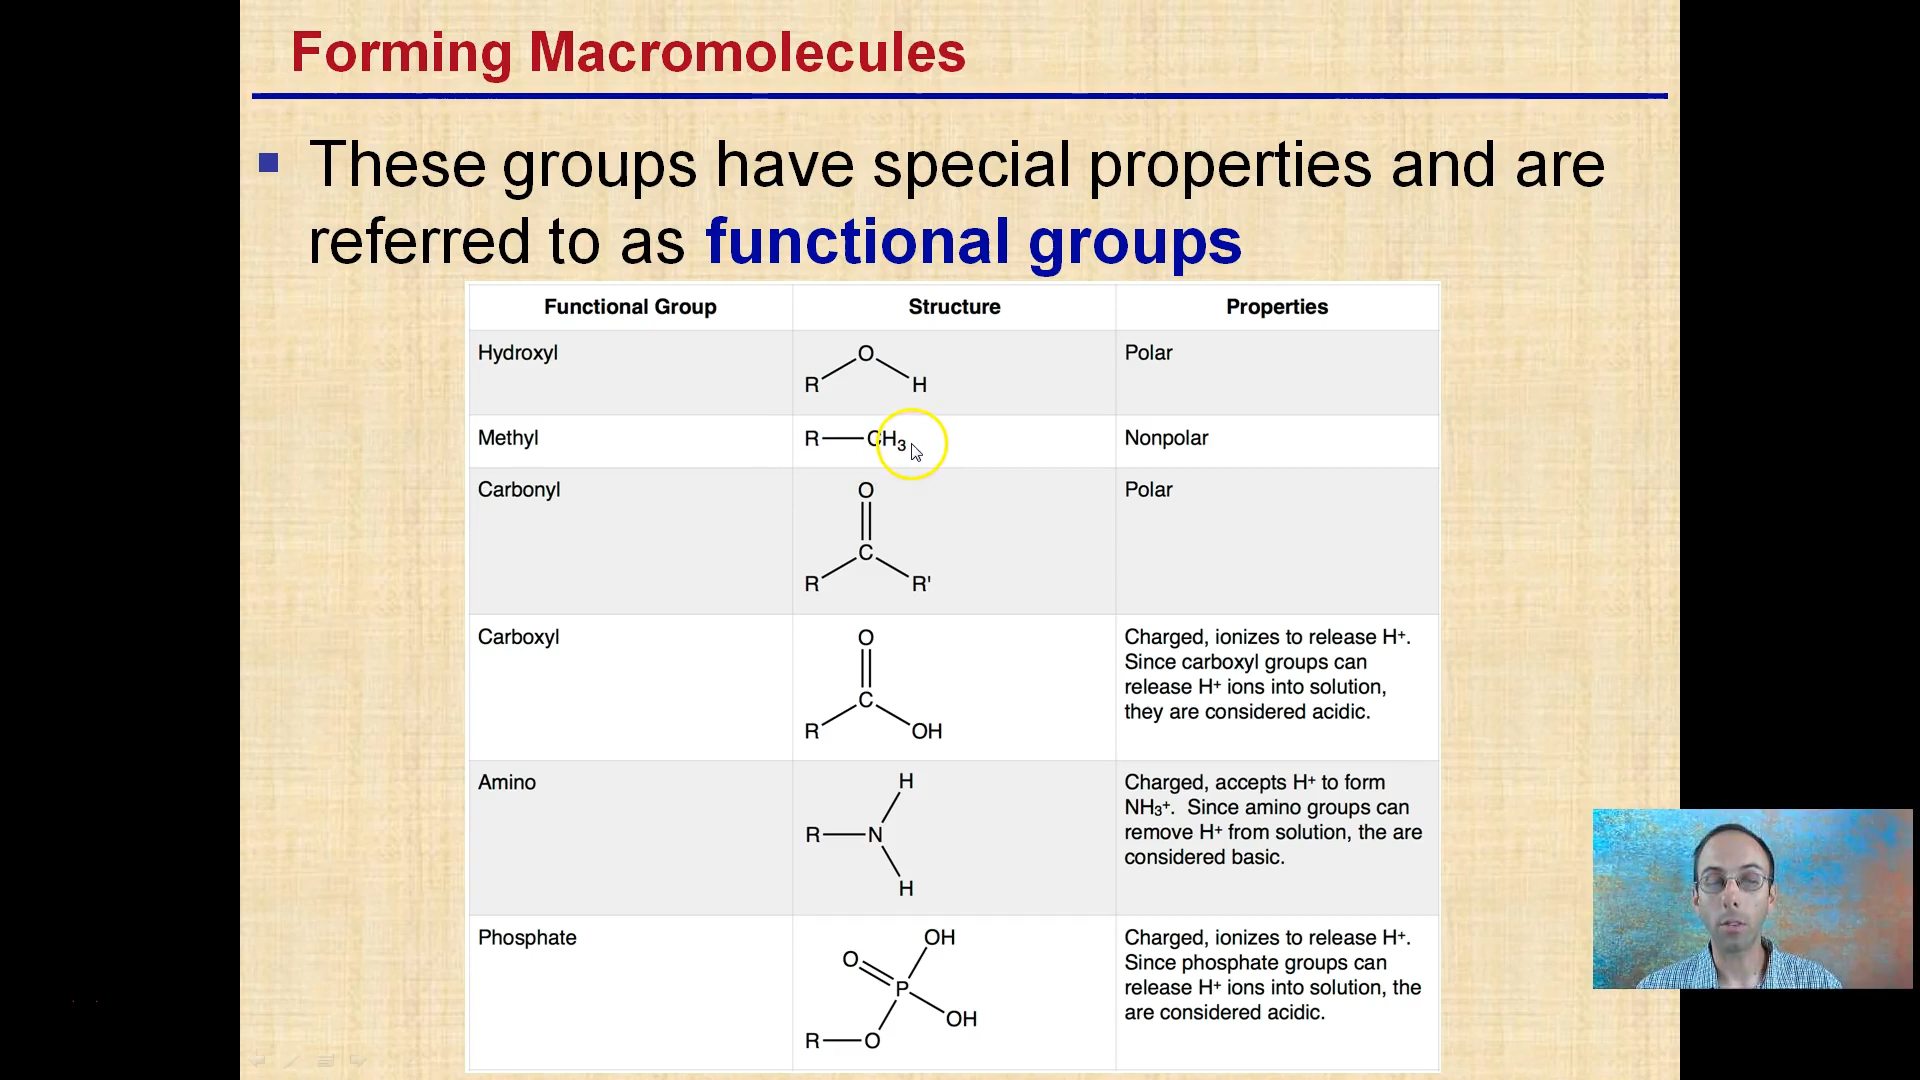 Forming Macromolecules
These groups have special properties and are
referred to as functional groups
Functional Group Structure Properties
Hydroxyl
O
R H
Polar
Methyl
R CH₃
Nonpolar
Carbonyl
O
C
R R'
Polar
Carboxyl
O
C
R OH
Charged, ionizes to release H⁺.
Since carboxyl groups can
release H⁺ ions into solution,
they are considered acidic.
Amino
H
R N
H
Charged, accepts H⁺ to form
NH₃⁺. Since amino groups can
remove H⁺ from solution, the are
considered basic.
Phosphate
OH
O
P
OH
R O
Charged, ionizes to release H⁺.
Since phosphate groups can
release H⁺ ions into solution, the
are considered acidic.